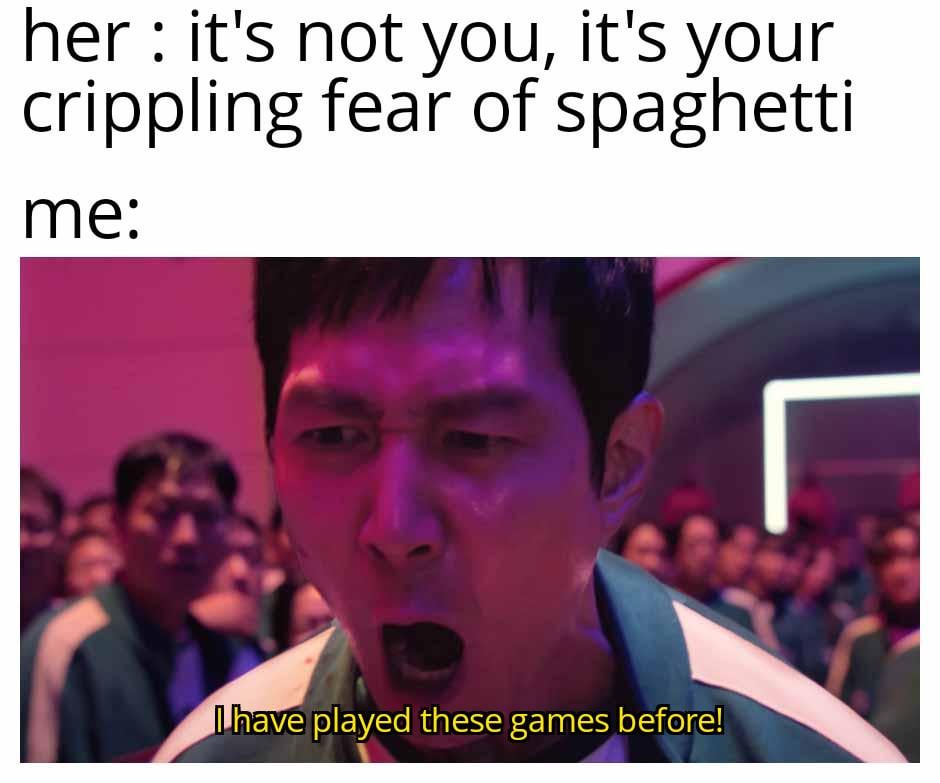 her : it's not you, it's your
crippling fear of spaghetti
me:
I have played these games before!